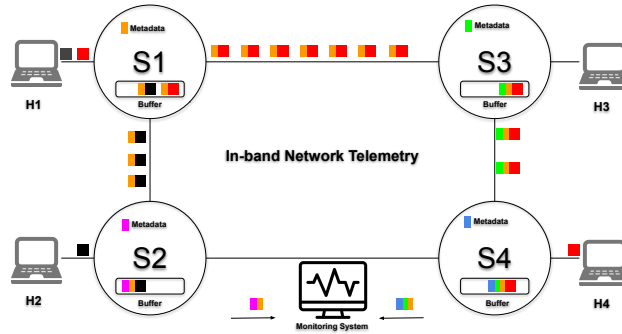 Metadata
S1
Buffer
H1
Metadata
S3
Buffer
H3
In-band Network Telemetry
Metadata
S2
Buffer
H2
Metadata
S4
Buffer
H4
Monitoring System